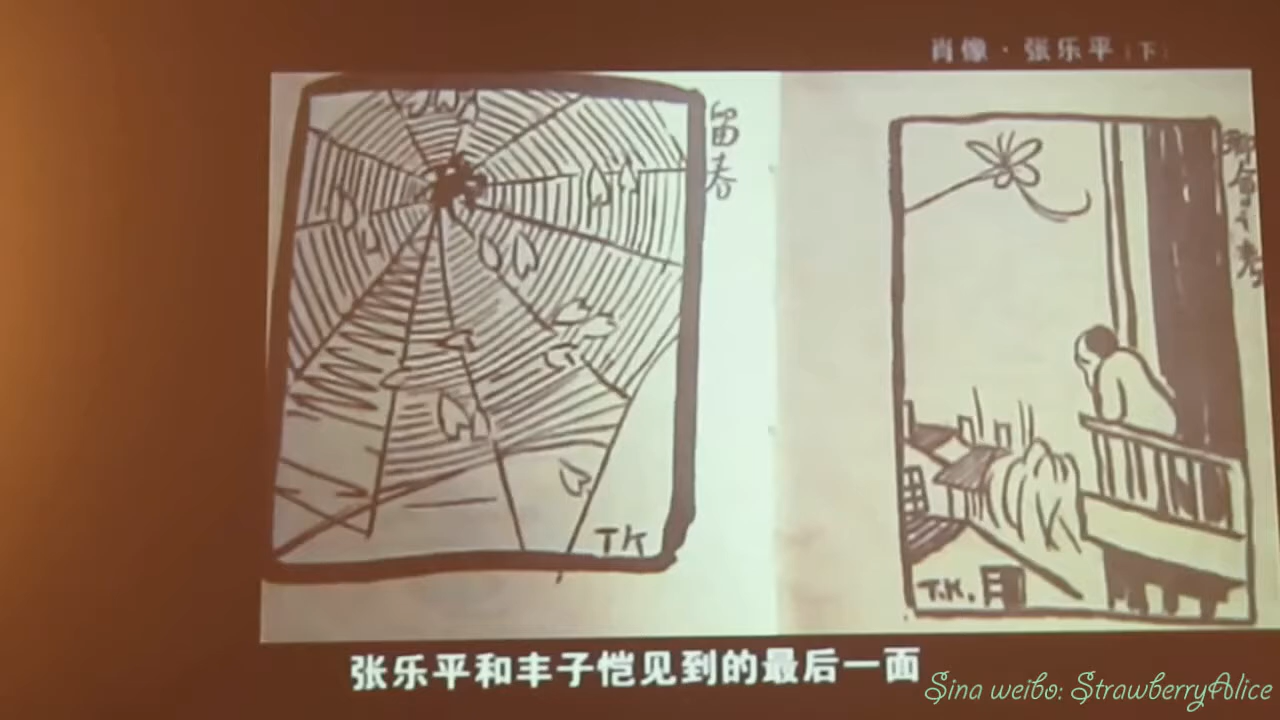 肖像·张乐平（下）
留春
TK
T.K.
张乐平和丰子恺见到的最后一面
Sina weibo: StrawberryAlice